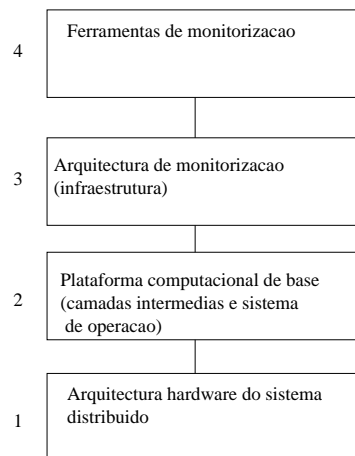 4
Ferramentas de monitorizacao
3
Arquitectura de monitorizacao
(infraestrutura)
2
Plataforma computacional de base
(camadas intermedias e sistema
de operacao)
1
Arquitectura hardware do sistema
distribuido